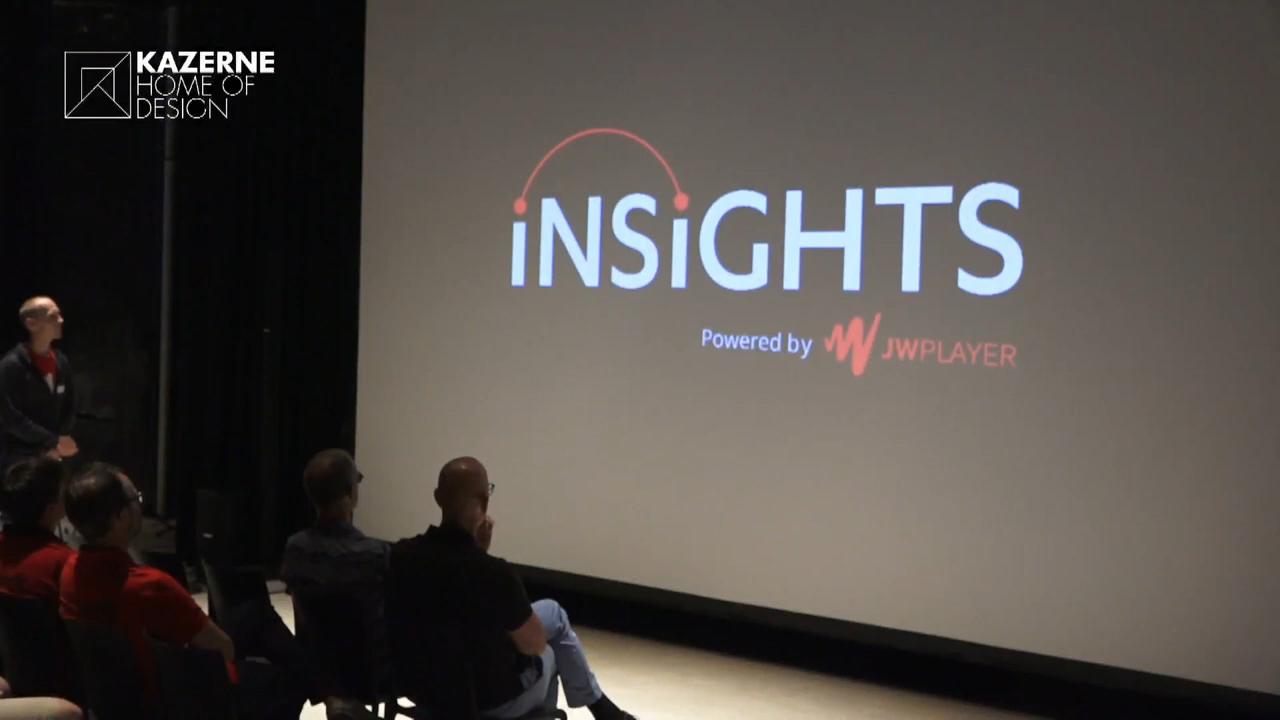 KAZERNE
HOME OF
DESIGN
iNSiGHTS
Powered by JWPLAYER